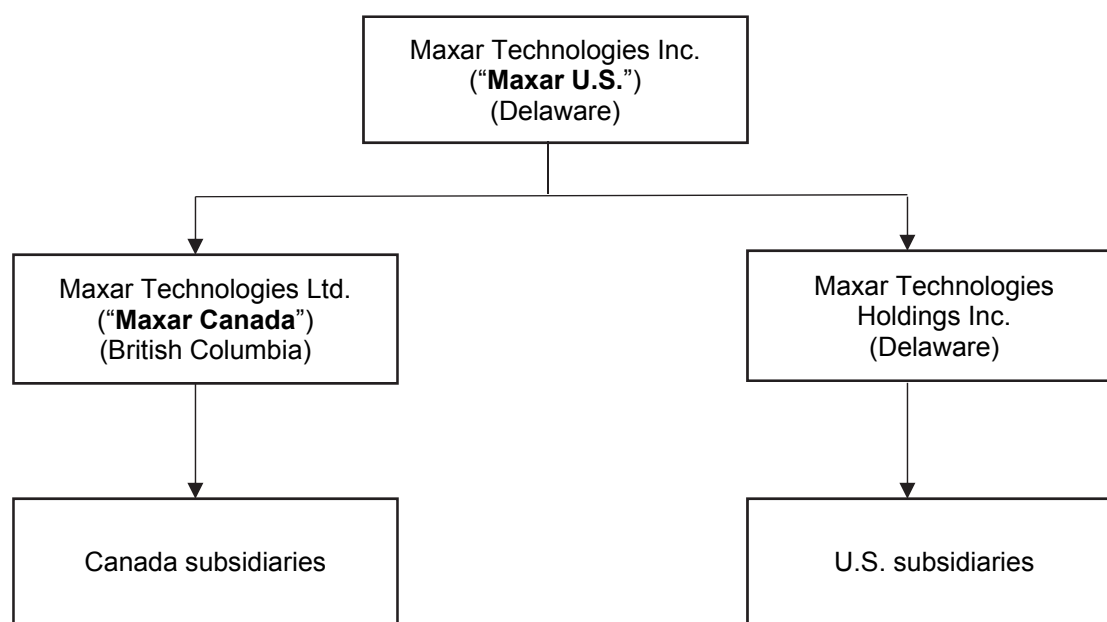 Maxar Technologies Inc.
(“Maxar U.S.”)
(Delaware)
Maxar Technologies Ltd.
(“Maxar Canada”)
(British Columbia)
Maxar Technologies
Holdings Inc.
(Delaware)
Canada subsidiaries
U.S. subsidiaries